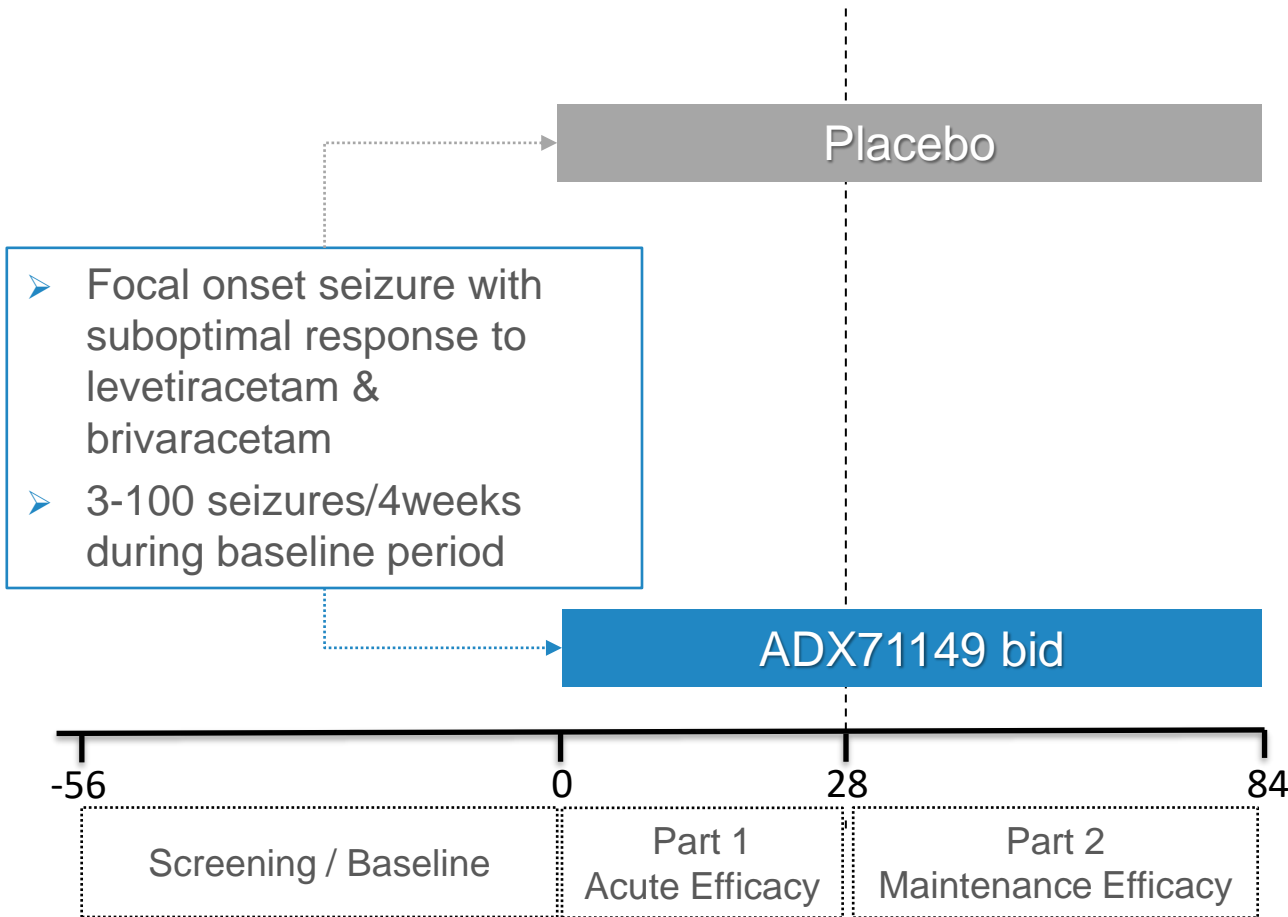 Placebo
➢ Focal onset seizure with
suboptimal response to
levetiracetam &
brivaracetam
➢ 3-100 seizures/4weeks
during baseline period
ADX71149 bid
-56 0 28 84
Screening / Baseline
Part 1
Acute Efficacy
Part 2
Maintenance Efficacy